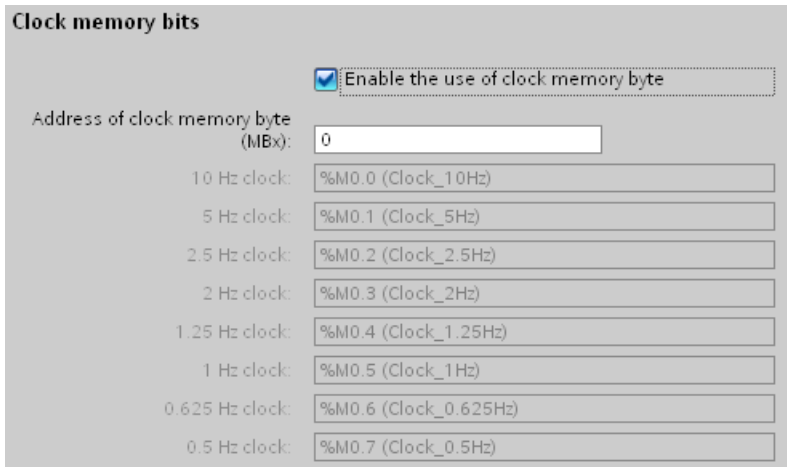 Clock memory bits
Enable the use of clock memory byte
Address of clock memory byte
(MBx): 0
10 Hz clock: %M0.0 (Clock_10Hz)
5 Hz clock: %M0.1 (Clock_5Hz)
2.5 Hz clock: %M0.2 (Clock_2.5Hz)
2 Hz clock: %M0.3 (Clock_2Hz)
1.25 Hz clock: %M0.4 (Clock_1.25Hz)
1 Hz clock: %M0.5 (Clock_1Hz)
0.625 Hz clock: %M0.6 (Clock_0.625Hz)
0.5 Hz clock: %M0.7 (Clock_0.5Hz)